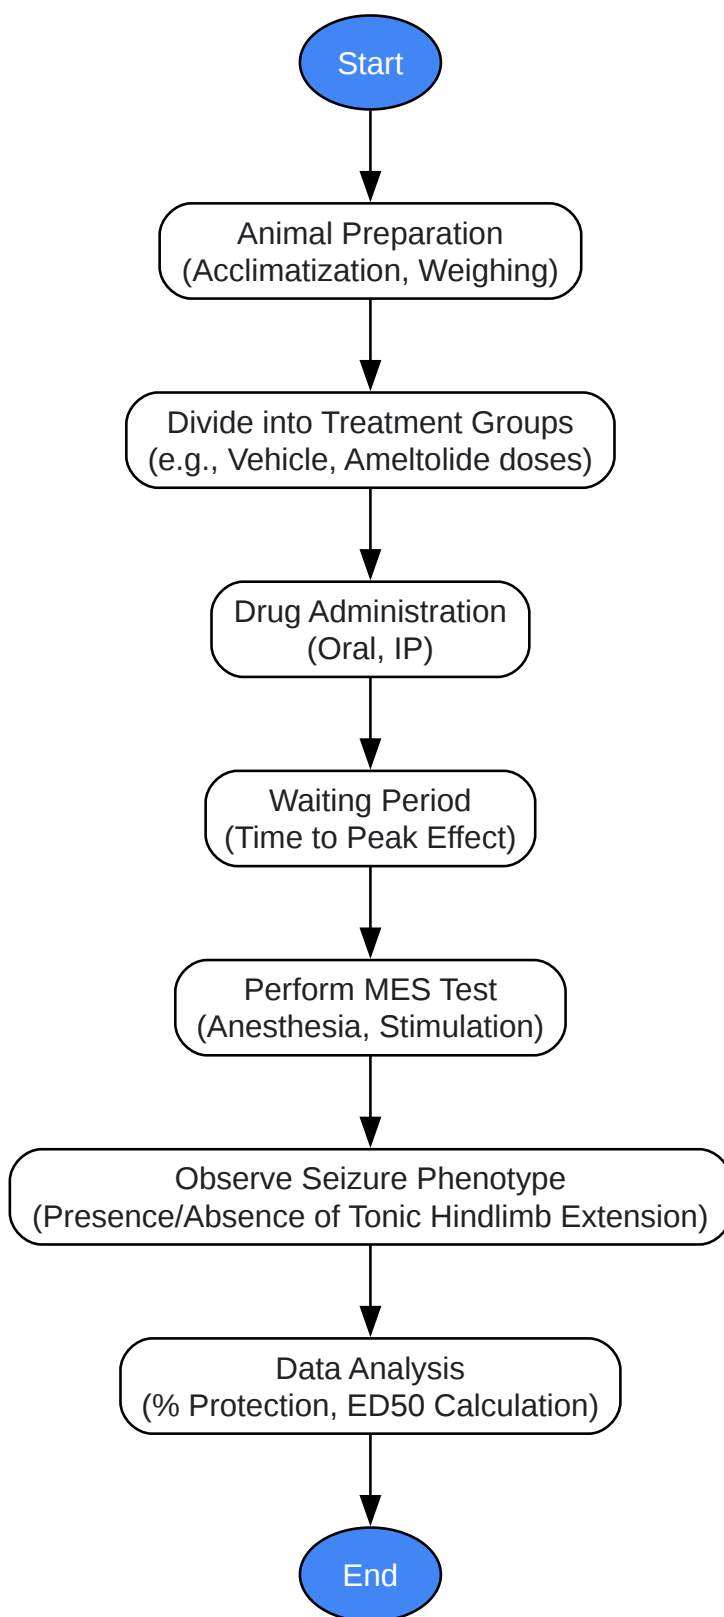 Start
Animal Preparation
(Acclimatization, Weighing)
Divide into Treatment Groups
(e.g., Vehicle, Ameltolide doses)
Drug Administration
(Oral, IP)
Waiting Period
(Time to Peak Effect)
Perform MES Test
(Anesthesia, Stimulation)
Observe Seizure Phenotype
(Presence/Absence of Tonic Hindlimb Extension)
Data Analysis
(% Protection, ED50 Calculation)
End